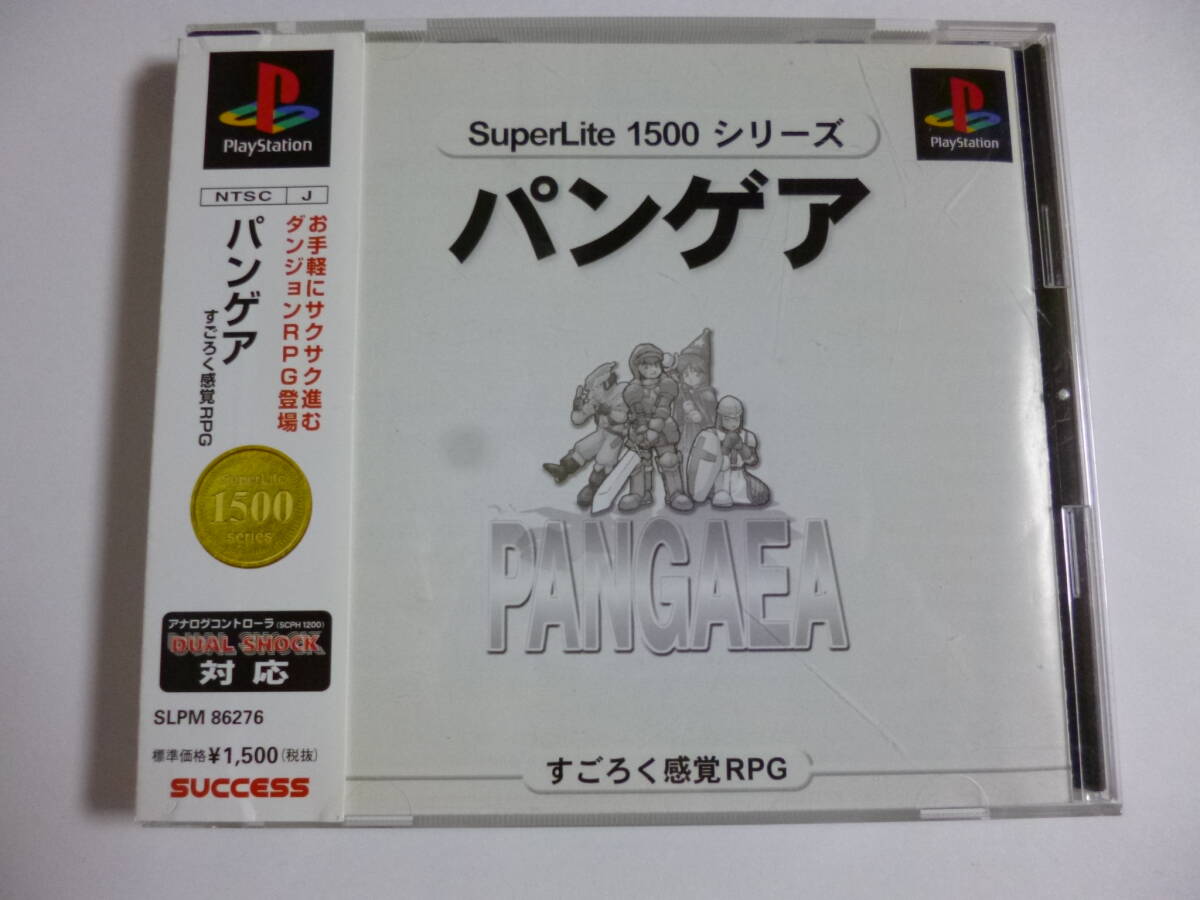 PlayStation
NTSC J
お手軽にサクサク進む
ダンジョンRPG登場
パンゲア
すごろく感覚RPG
SuperLite
1500
series
アナログコントローラ(SCPH1200)
DUAL SHOCK
対応
SLPM 86276
標準価格¥1,500(税抜)
SUCCESS
PlayStation
SuperLite 1500 シリーズ
パンゲア
PANGAEA
すごろく感覚RPG